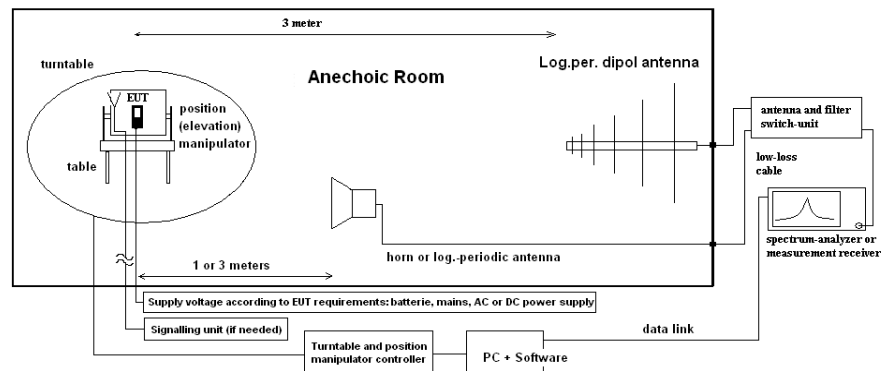 3 meter
turntable
Log.per. dipol antenna
Anechoic Room
EUT
position
(elevation)
manipulator
antenna and filter
switch-unit
table
low-loss
cable
spectrum-analyzer or
measurement receiver
horn or log.-periodic antenna
1 or 3 meters
Supply voltage according to EUT requirements: batterie, mains, AC or DC power supply
Signalling unit (if needed)
data link
Turntable and position
manipulator controller
PC + Software